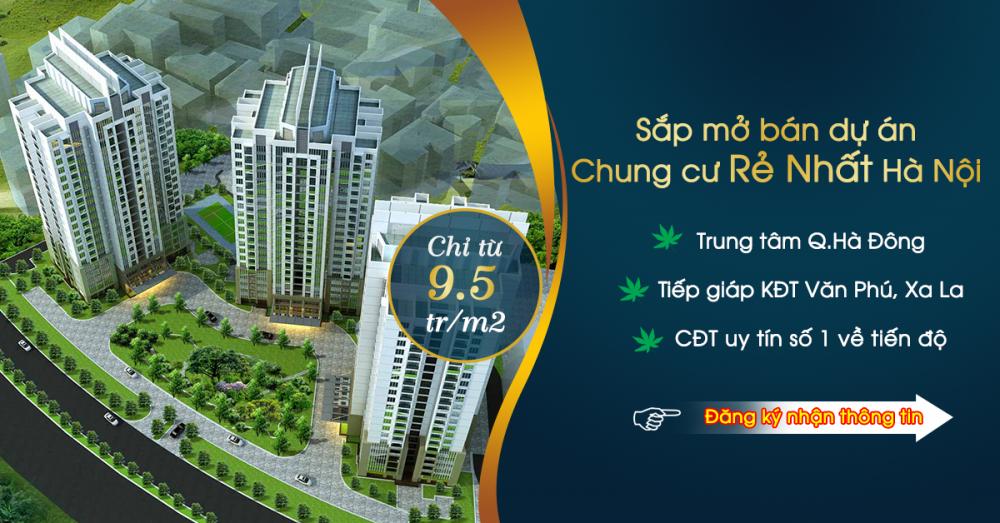 Sắp mở bán dự án
Chung cư Rẻ Nhất Hà Nội
Chỉ từ
9.5
tr/m2
Trung tâm Q.Hà Đông
Tiếp giáp KĐT Văn Phú, Xa La
CĐT uy tín số 1 về tiến độ
Đăng ký nhận thông tin